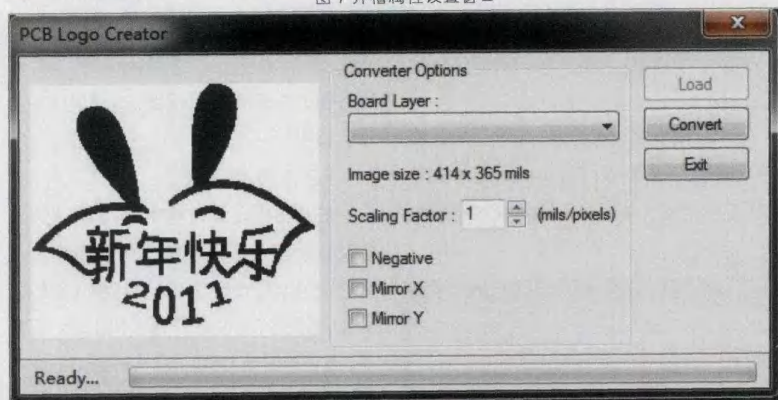 PCB Logo Creator
Converter Options
Board Layer :
Load
Convert
Exit
Image size : 414 x 365 mils
Scaling Factor : 1 (mils/pixels)
Negative
Mirror X
Mirror Y
新年快乐
2011
Ready...